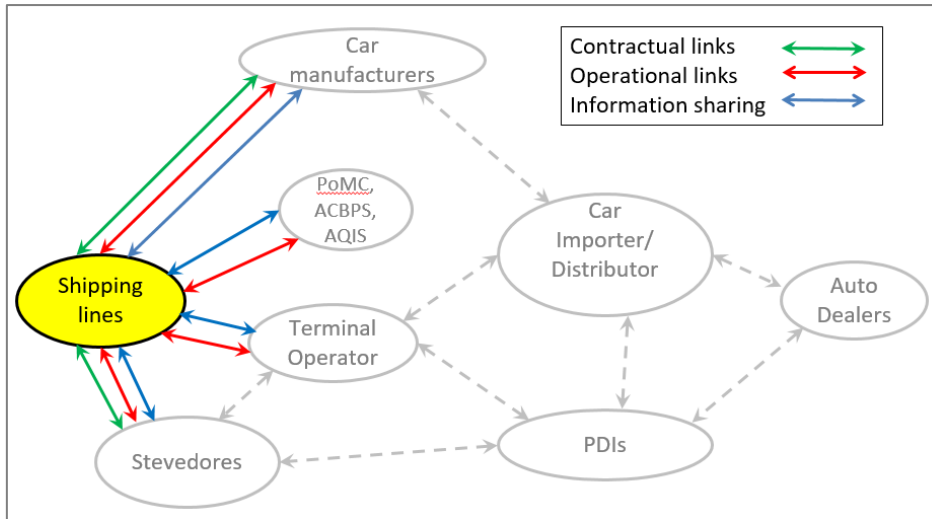 Car
manufacturers
Contractual links
Operational links
Information sharing
PoMC,
ACBPS,
AQIS
Car
Importer/
Distributor
Shipping
lines
Auto
Dealers
Terminal
Operator
Stevedores
PDIs